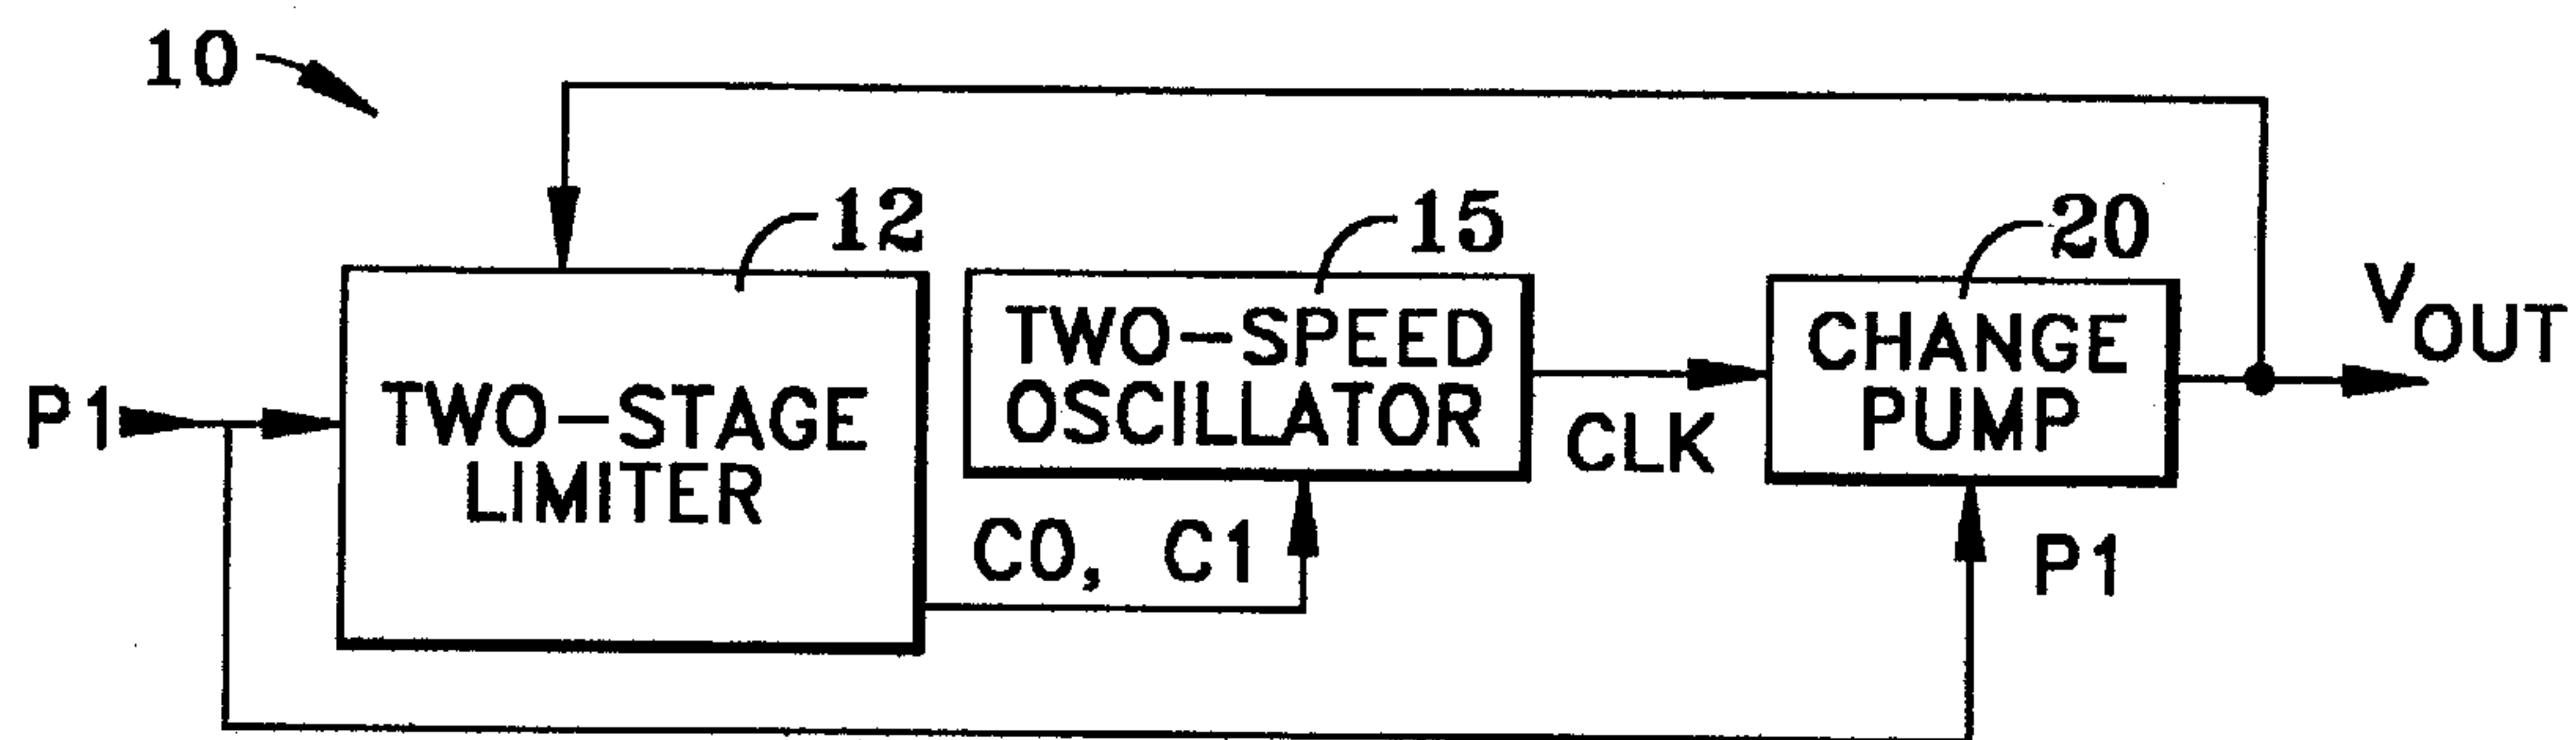 10
12
15
20
P1
TWO-STAGE
LIMITER
C0, C1
TWO-SPEED
OSCILLATOR
CLK
CHANGE
PUMP
P1
VOUT